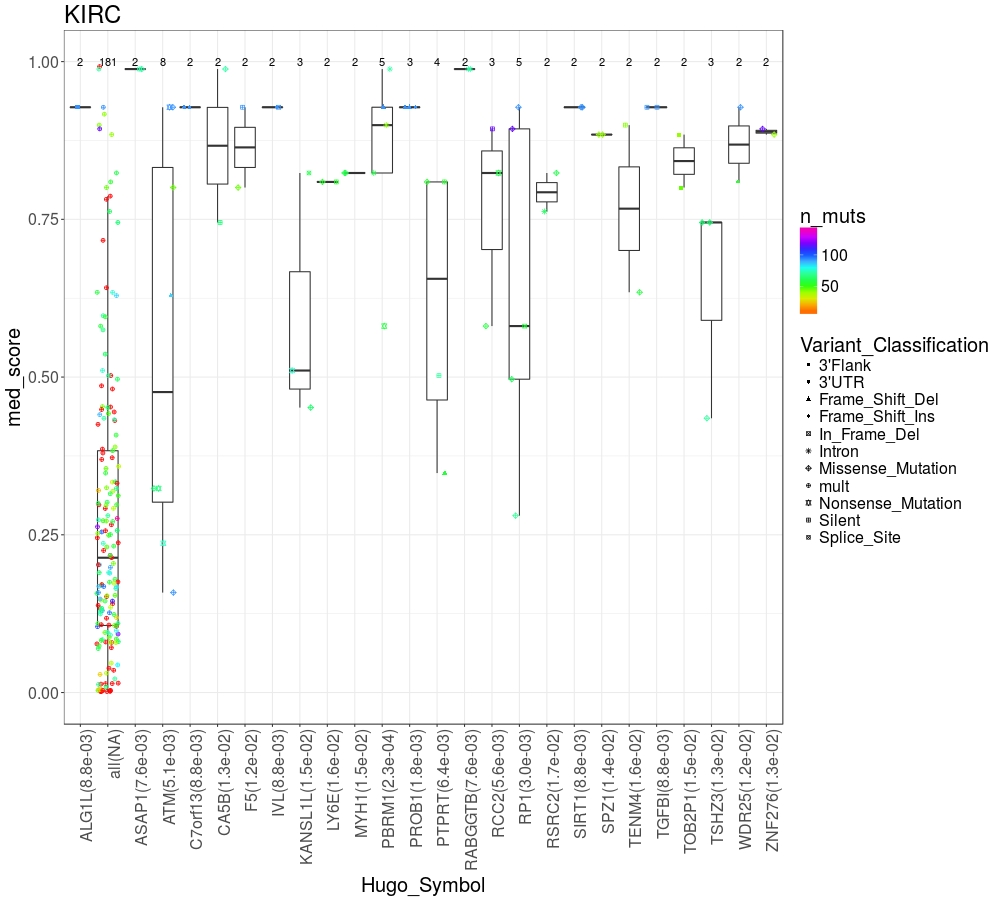 KIRC
med_score
1.00
0.75
0.50
0.25
0.00
2 181 2 8 2 2 2 2 3 2 2 5 3 4 2 3 5 2 2 2 2 2 2 3 2 2
ALG1L(8.8e-03)
all(NA)
ASAP1(7.6e-03)
ATM(5.1e-03)
C7orf13(8.8e-03)
CA5B(1.3e-02)
F5(1.2e-02)
IVL(8.8e-03)
KANSL1L(1.5e-02)
LY6E(1.6e-02)
MYH1(1.5e-02)
PBRM1(2.3e-04)
PROB1(1.8e-03)
PTPRT(6.4e-03)
RABGGTB(7.6e-03)
RCC2(5.6e-03)
RP1(3.0e-03)
RSRC2(1.7e-02)
SIRT1(8.8e-03)
SPZ1(1.4e-02)
TENM4(1.6e-02)
TGFBI(8.8e-03)
TOB2P1(1.5e-02)
TSHZ3(1.3e-02)
WDR25(1.2e-02)
ZNF276(1.3e-02)
Hugo_Symbol
n_muts
100
50
Variant_Classification
3'Flank
3'UTR
Frame_Shift_Del
Frame_Shift_Ins
In_Frame_Del
Intron
Missense_Mutation
mult
Nonsense_Mutation
Silent
Splice_Site